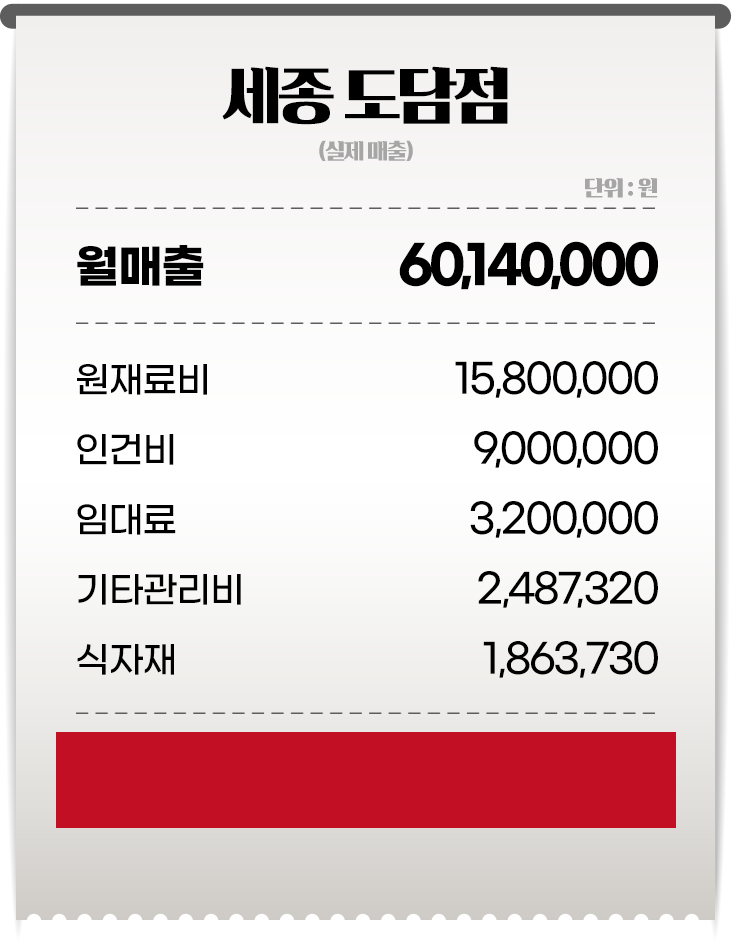 세종 도담점
(실제 매출)
단위 : 원
월매출 60,140,000
원재료비 15,800,000
인건비 9,000,000
임대료 3,200,000
기타관리비 2,487,320
식자재 1,863,730